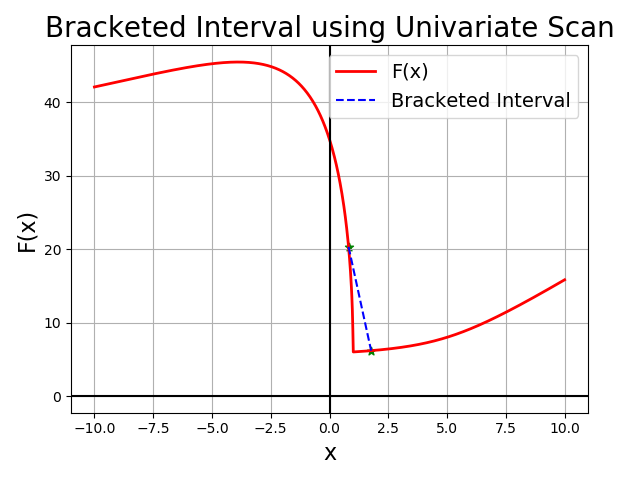 Bracketed Interval using Univariate Scan
F(x)
Bracketed Interval
40
30
20
10
0
F(x)
−10.0 −7.5 −5.0 −2.5 0.0 2.5 5.0 7.5 10.0
x